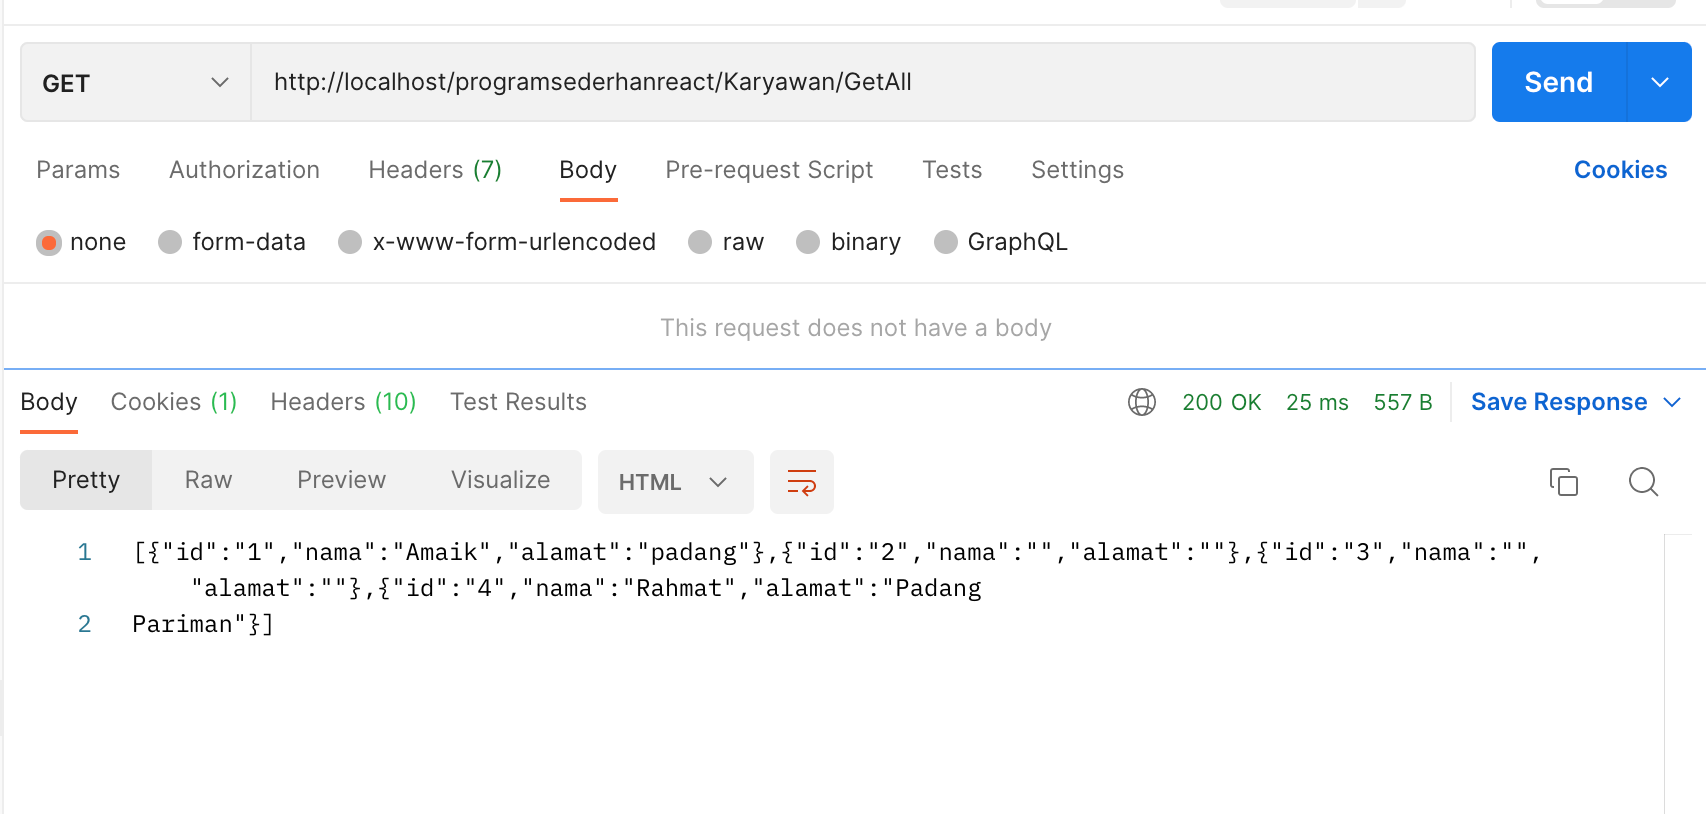 GET http://localhost/programsederhanreact/Karyawan/GetAll Send
Params Authorization Headers (7) Body Pre-request Script Tests Settings Cookies
none form-data x-www-form-urlencoded raw binary GraphQL
This request does not have a body
Body Cookies (1) Headers (10) Test Results 200 OK 25 ms 557 B Save Response
Pretty Raw Preview Visualize HTML
1 [{"id":"1","nama":"Amaik","alamat":"padang"},{"id":"2","nama":"","alamat":""},{"id":"3","nama":"",
"alamat":""},{"id":"4","nama":"Rahmat","alamat":"Padang
2 Pariman"}]